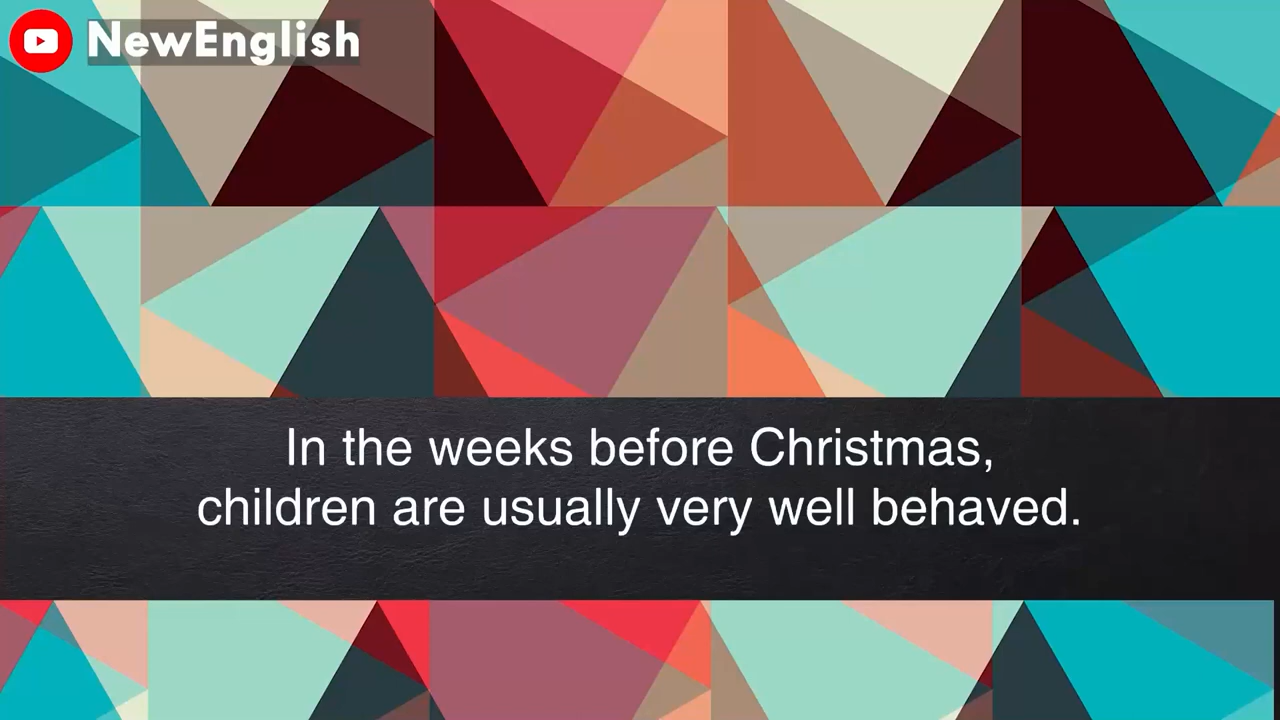 NewEnglish
In the weeks before Christmas,
children are usually very well behaved.